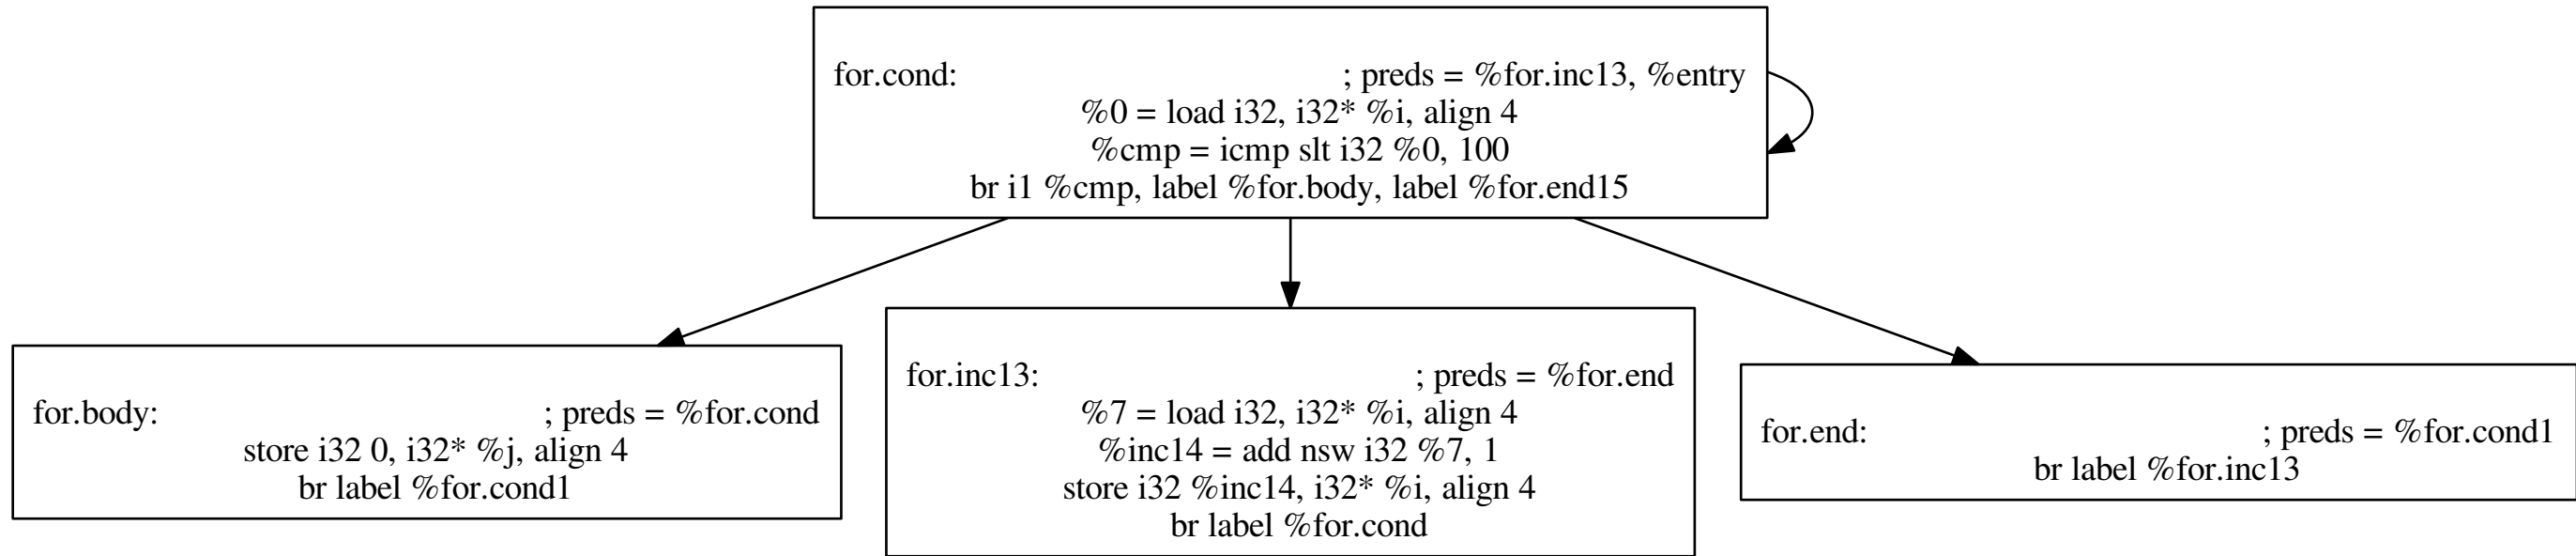 for.cond: ; preds = %for.inc13, %entry
%0 = load i32, i32* %i, align 4
%cmp = icmp slt i32 %0, 100
br i1 %cmp, label %for.body, label %for.end15
for.body: ; preds = %for.cond
store i32 0, i32* %j, align 4
br label %for.cond1
for.inc13: ; preds = %for.end
%7 = load i32, i32* %i, align 4
%inc14 = add nsw i32 %7, 1
store i32 %inc14, i32* %i, align 4
br label %for.cond
for.end: ; preds = %for.cond1
br label %for.inc13